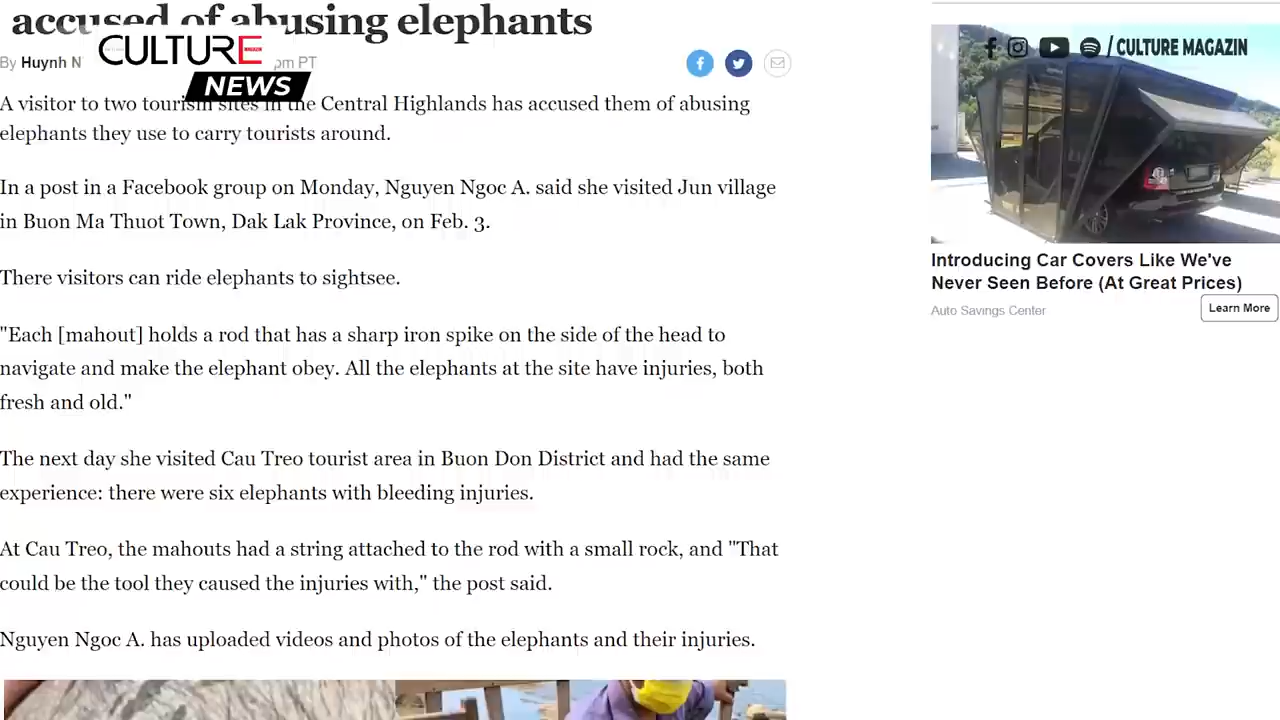 accused of abusing elephants
CULTURE
NEWS
/ CULTURE MAGAZIN
By Huynh N
pm PT
A visitor to two tourism sites in the Central Highlands has accused them of abusing
elephants they use to carry tourists around.
In a post in a Facebook group on Monday, Nguyen Ngoc A. said she visited Jun village
in Buon Ma Thuot Town, Dak Lak Province, on Feb. 3.
There visitors can ride elephants to sightsee.
"Each [mahout] holds a rod that has a sharp iron spike on the side of the head to
navigate and make the elephant obey. All the elephants at the site have injuries, both
fresh and old."
The next day she visited Cau Treo tourist area in Buon Don District and had the same
experience: there were six elephants with bleeding injuries.
At Cau Treo, the mahouts had a string attached to the rod with a small rock, and "That
could be the tool they caused the injuries with," the post said.
Nguyen Ngoc A. has uploaded videos and photos of the elephants and their injuries.
Introducing Car Covers Like We've
Never Seen Before (At Great Prices)
Auto Savings Center
Learn More